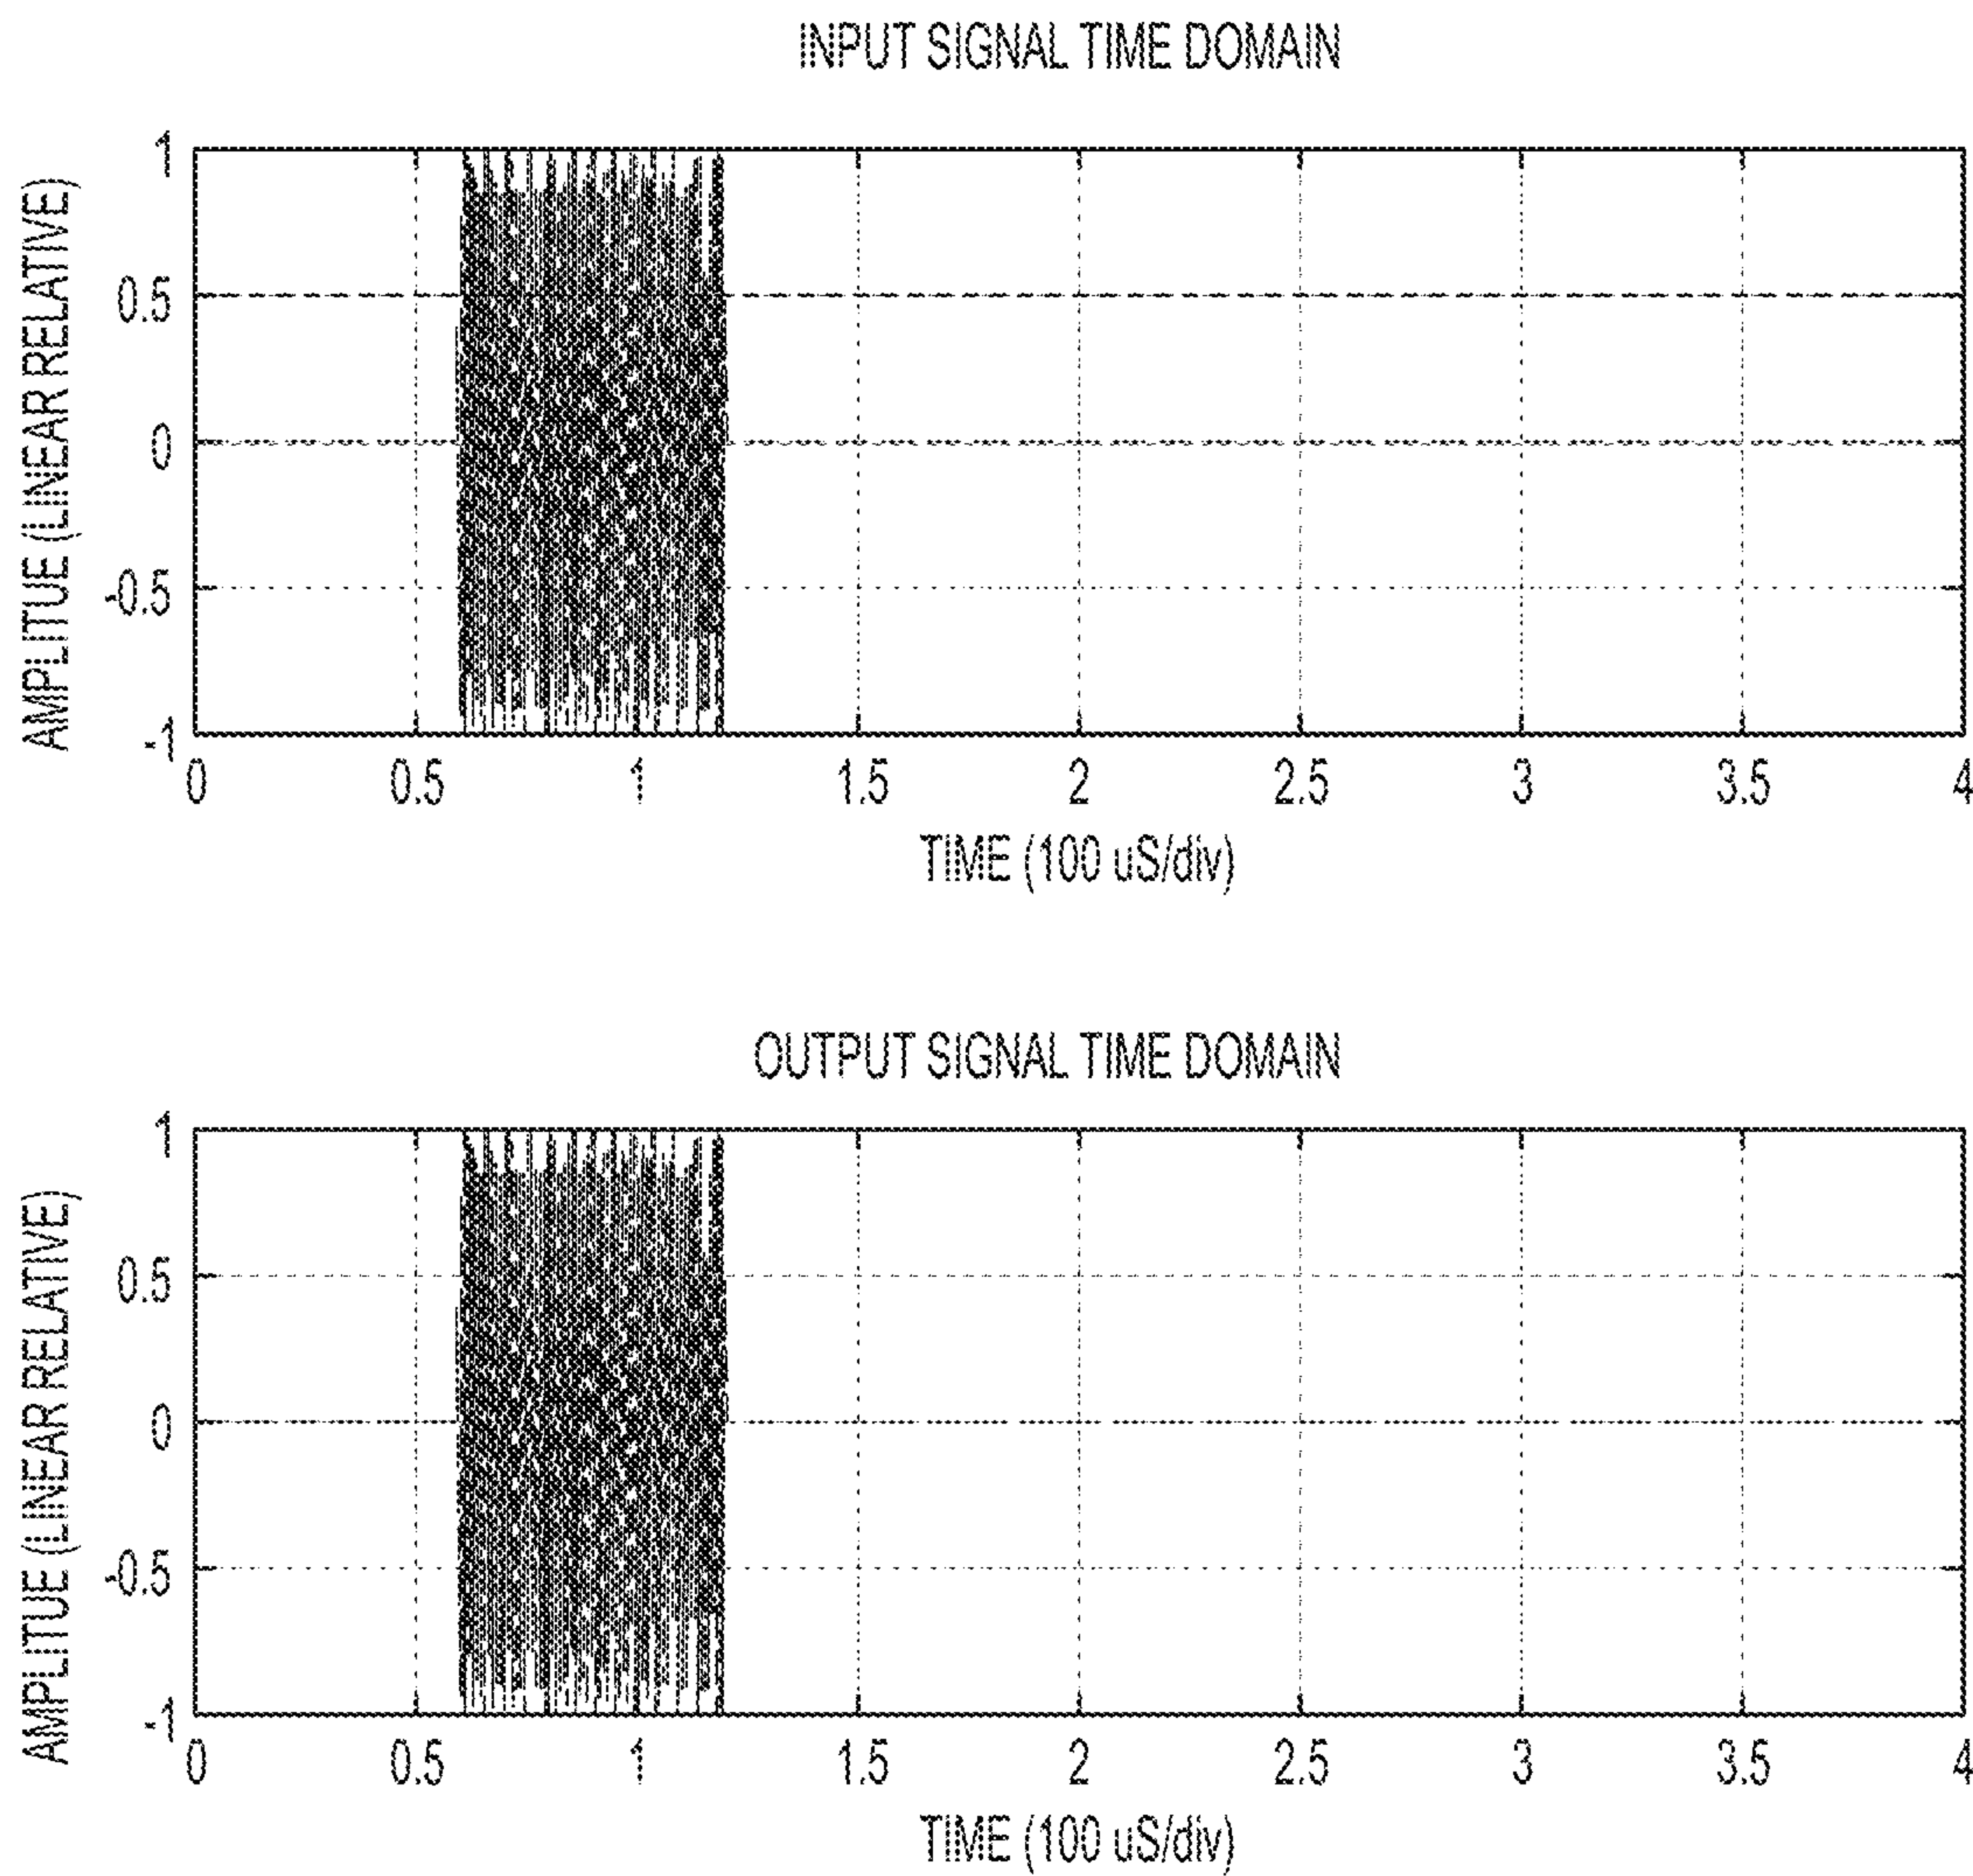 INPUT SIGNAL TIME DOMAIN
AMPLITUE (LINEAR RELATIVE)
1
0.5
0
-0.5
-1
0 0.5 1 1.5 2 2.5 3 3.5 4
TIME (100 uS/div)
OUTPUT SIGNAL TIME DOMAIN
AMPLITUE (LINEAR RELATIVE)
1
0.5
0
-0.5
-1
0 0.5 1 1.5 2 2.5 3 3.5 4
TIME (100 uS/div)